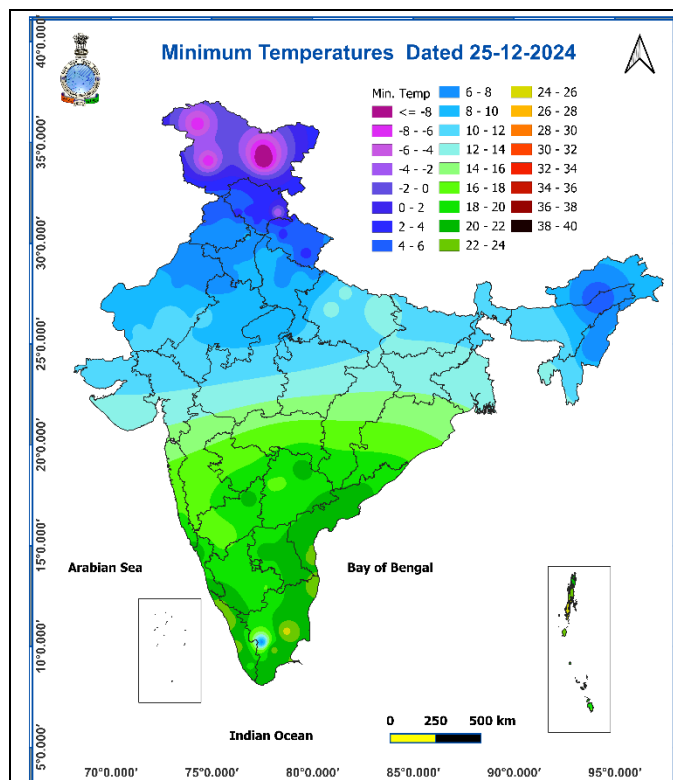 Minimum Temperatures Dated 25-12-2024
Min. Temp
<= -8
-8 - -6
-6 - -4
-4 - -2
-2 - 0
0 - 2
2 - 4
4 - 6
6 - 8
8 - 10
10 - 12
12 - 14
14 - 16
16 - 18
18 - 20
20 - 22
22 - 24
24 - 26
26 - 28
28 - 30
30 - 32
32 - 34
34 - 36
36 - 38
38 - 40
40°0.000'
35°0.000'
30°0.000'
25°0.000'
20°0.000'
15°0.000'
10°0.000'
5°0.000'
Arabian Sea
Bay of Bengal
Indian Ocean
0 250 500 km
70°0.000' 75°0.000' 80°0.000' 85°0.000' 90°0.000' 95°0.000'